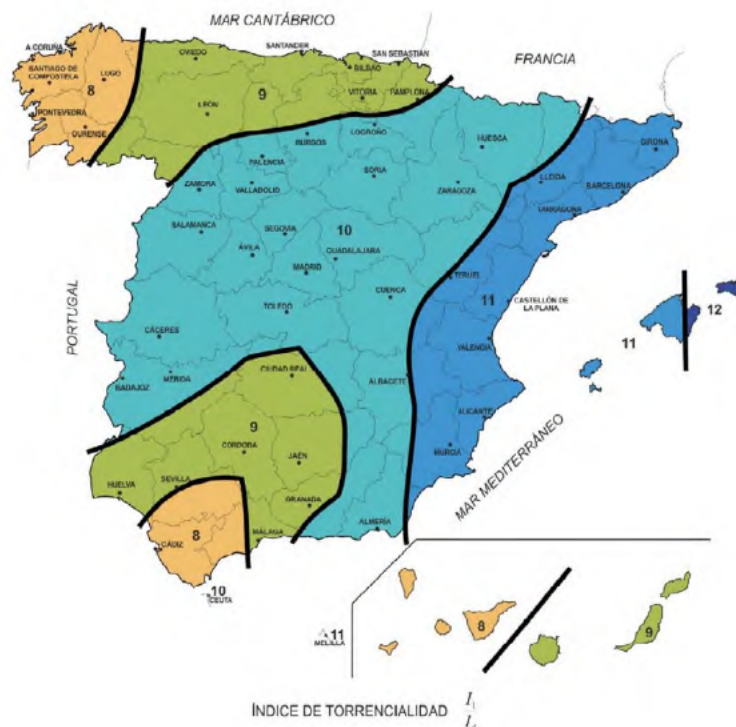 MAR CANTÁBRICO
A CORUÑA
OVIEDO
SANTANDER
SAN SEBASTIÁN
FRANCIA
BILBAO
SANTIAGO DE
COMPOSTELA
LUGO
8
9
VITORIA
PAMPLONA
LEÓN
PONTEVEDRA
OURENSE
LOGROÑO
BURGOS
HUESCA
GIRONA
PALENCIA
SORIA
LLEIDA
BARCELONA
ZAMORA
VALLADOLID
ZARAGOZA
TARRAGONA
SALAMANCA
SEGOVIA
10
ÁVILA
GUADALAJARA
MADRID
TERUEL
PORTUGAL
CUENCA
11
CASTELLÓN DE
LA PLANA
12
TOLEDO
11
CÁCERES
VALENCIA
CIUDAD REAL
ALBACETE
BADAJOZ
MÉRIDA
ALICANTE
MAR MEDITERRÁNEO
9
CÓRDOBA
MURCIA
JAÉN
HUELVA
SEVILLA
GRANADA
8
ALMERÍA
CÁDIZ
MÁLAGA
10
CEUTA
11
MELILLA
8
9
ÍNDICE DE TORRENCIALIDAD I₁/I